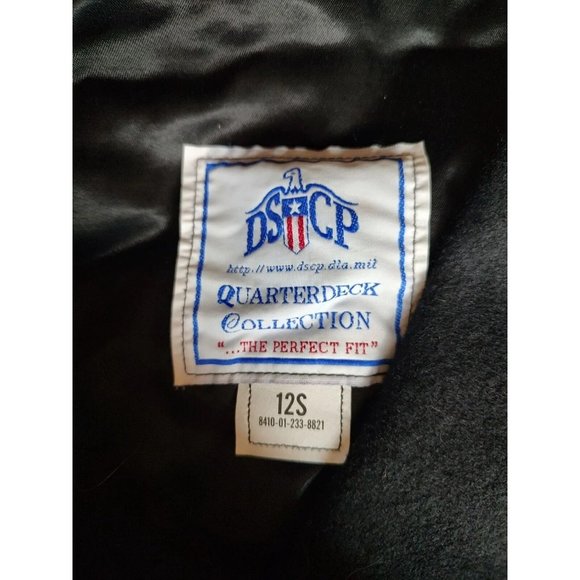 DSCP
http://www.dscp.dla.mil
QUARTERDECK
COLLECTION
"...THE PERFECT FIT"
12S
8410-01-233-8821